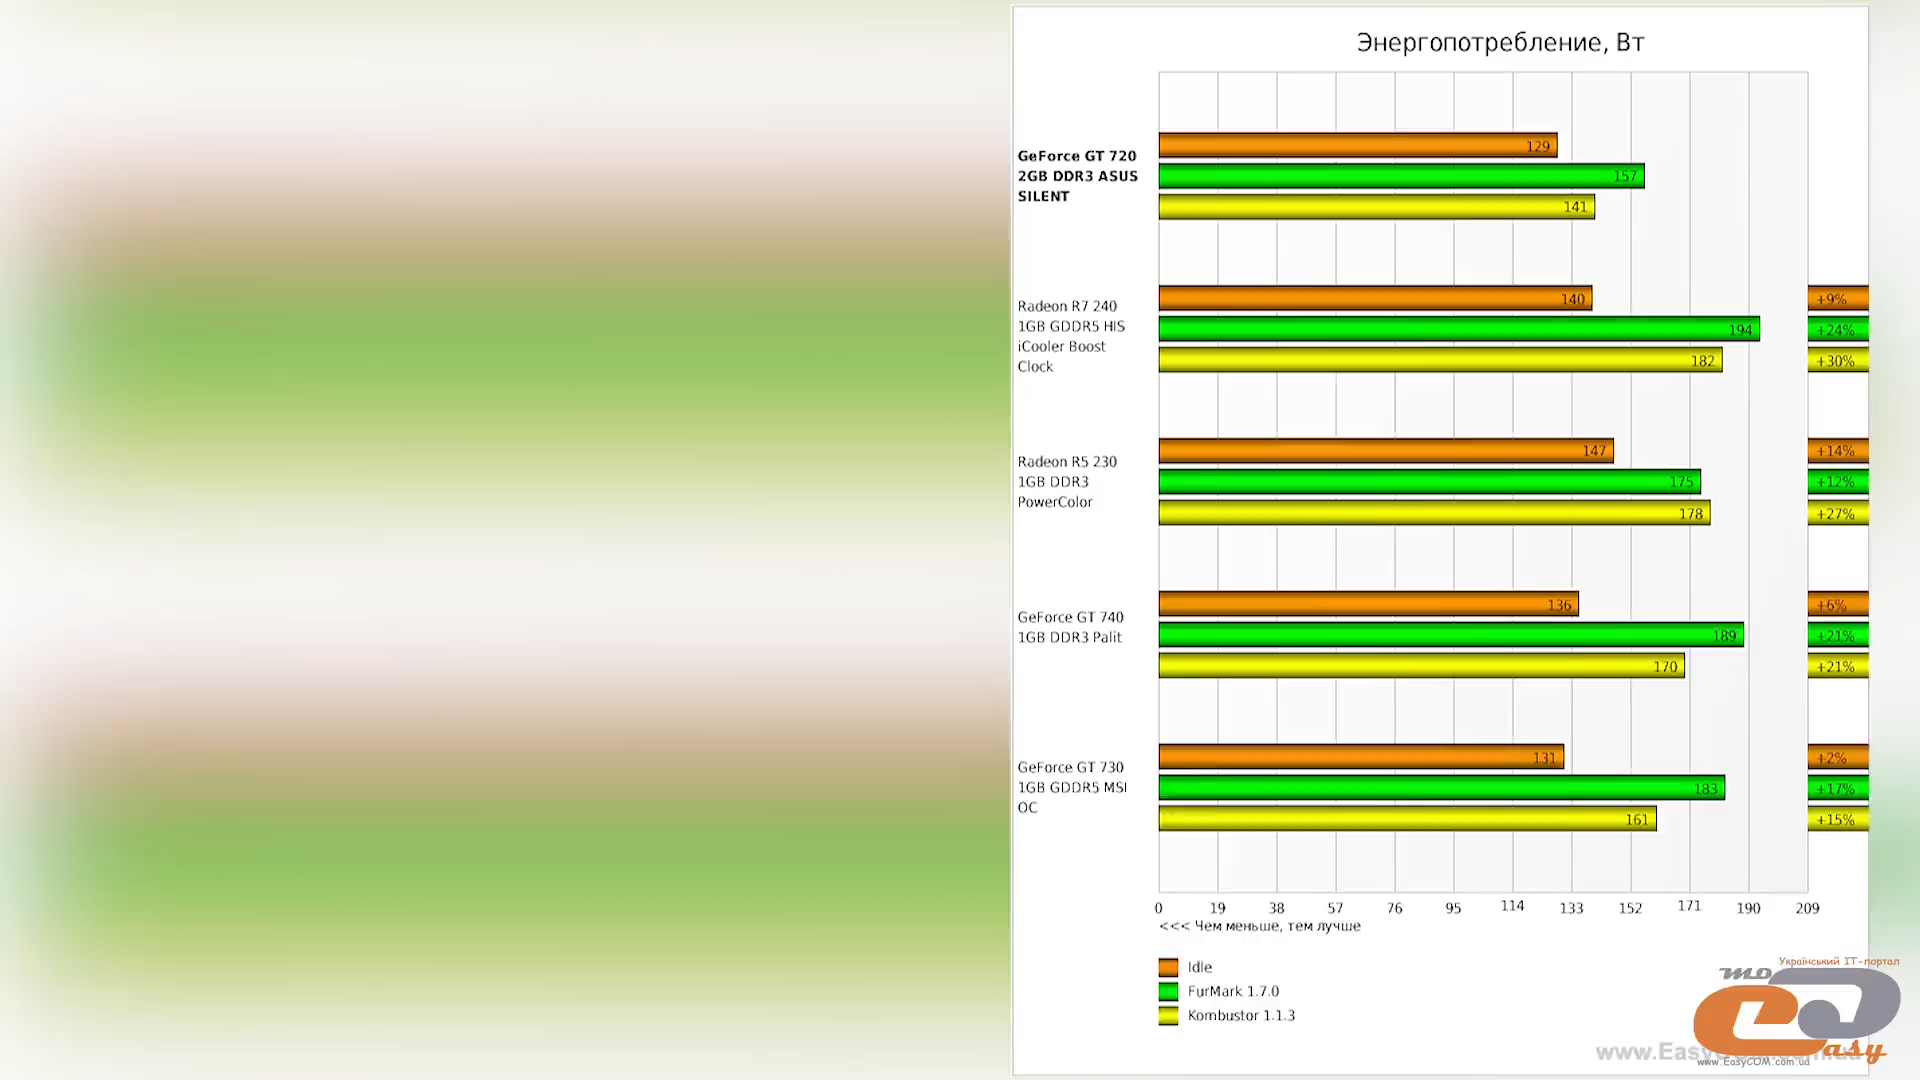 Энергопотребление, Вт
GeForce GT 720
2GB DDR3 ASUS
SILENT
129
157
141
Radeon R7 240
1GB GDDR5 HIS
iCooler Boost
Clock
140
+9%
194
+24%
182
+30%
Radeon R5 230
1GB DDR3
PowerColor
147
+14%
175
+12%
178
+27%
GeForce GT 740
1GB DDR3 Palit
136
+6%
189
+21%
170
+21%
GeForce GT 730
1GB GDDR5 MSI
OC
131
+2%
183
+17%
161
+15%
0 19 38 57 76 95 114 133 152 171 190 209
<<< Чем меньше, тем лучше
Idle
FurMark 1.7.0
Kombustor 1.1.3
Український IT-портал
www.EasyCOM.com.ua
asy
www.EasyCOM.com.ua